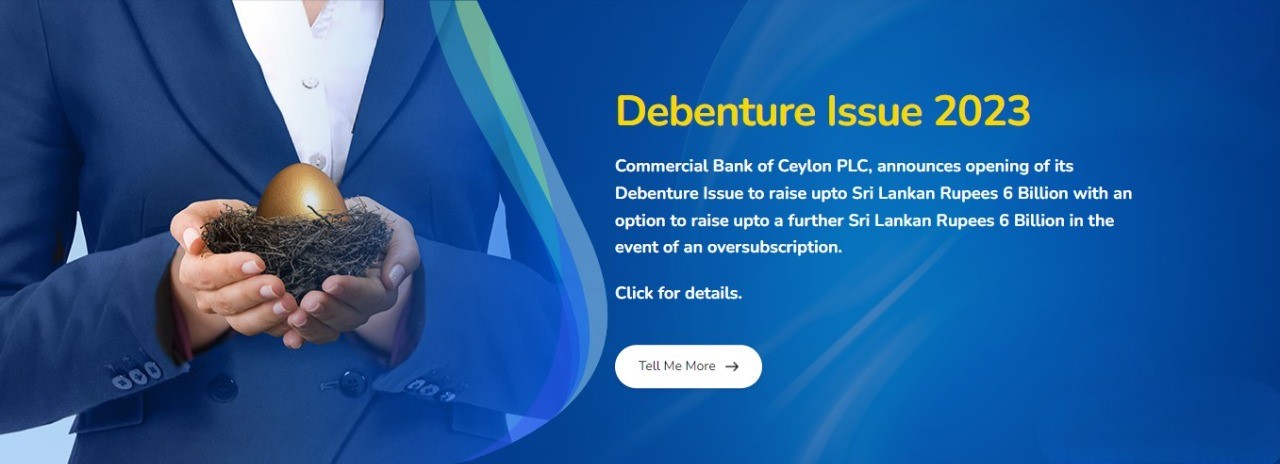 Debenture Issue 2023
Commercial Bank of Ceylon PLC, announces opening of its
Debenture Issue to raise upto Sri Lankan Rupees 6 Billion with an
option to raise upto a further Sri Lankan Rupees 6 Billion in the
event of an oversubscription.
Click for details.
Tell Me More →